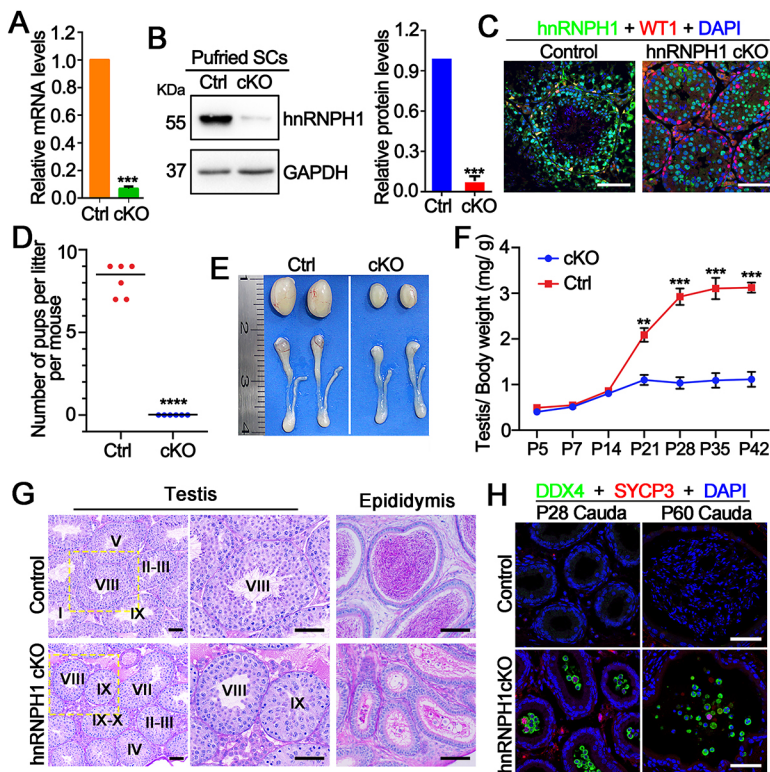 A
Relative mRNA levels
1.2
1.0
0.8
0.6
0.4
0.2
0.0
***
Ctrl cKO
B
Pufried SCs
Ctrl cKO
KDa
55
hnRNPH1
37
GAPDH
Relative protein levels
1.2
0.9
0.6
0.3
0.0
***
Ctrl cKO
C
hnRNPH1 + WT1 + DAPI
Control
hnRNPH1 cKO
D
Number of pups per litter
per mouse
10
5
0
****
Ctrl cKO
E
Ctrl cKO
1
2
3
4
F
Testis/ Body weight (mg/ g)
4
3
2
1
0
cKO
Ctrl
**
***
***
***
P5 P7 P14 P21 P28 P35 P42
G
Testis
Epididymis
Control
V
VIII
II-III
I
IX
VIII
hnRNPH1 cKO
VIII
IX
VII
IX-X
II-III
IV
VIII
IX
H
DDX4 + SYCP3 + DAPI
P28 Cauda P60 Cauda
Control
hnRNPH1cKO